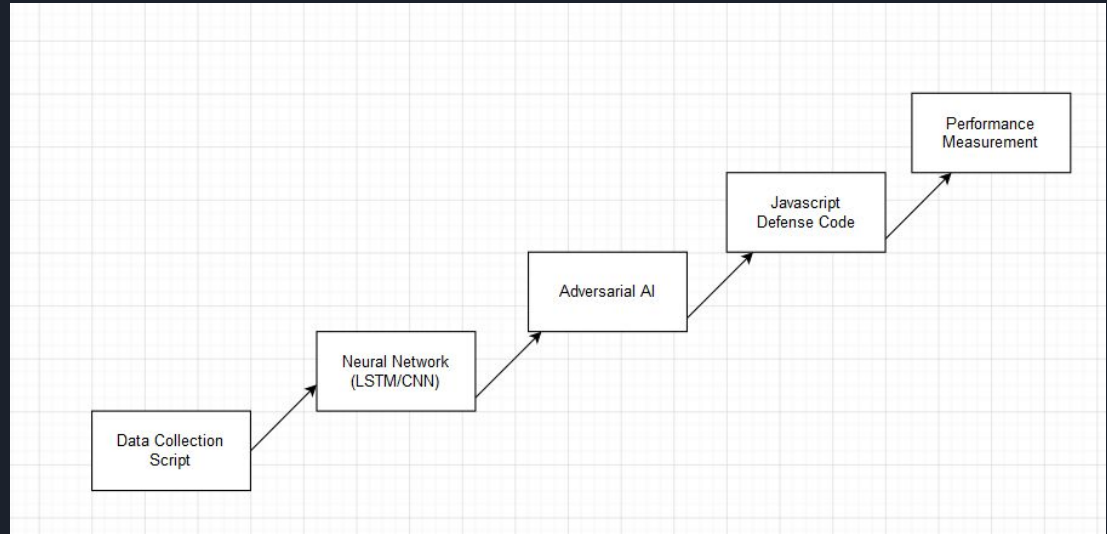 Performance
Measurement
Javascript
Defense Code
Adversarial AI
Neural Network
(LSTM/CNN)
Data Collection
Script